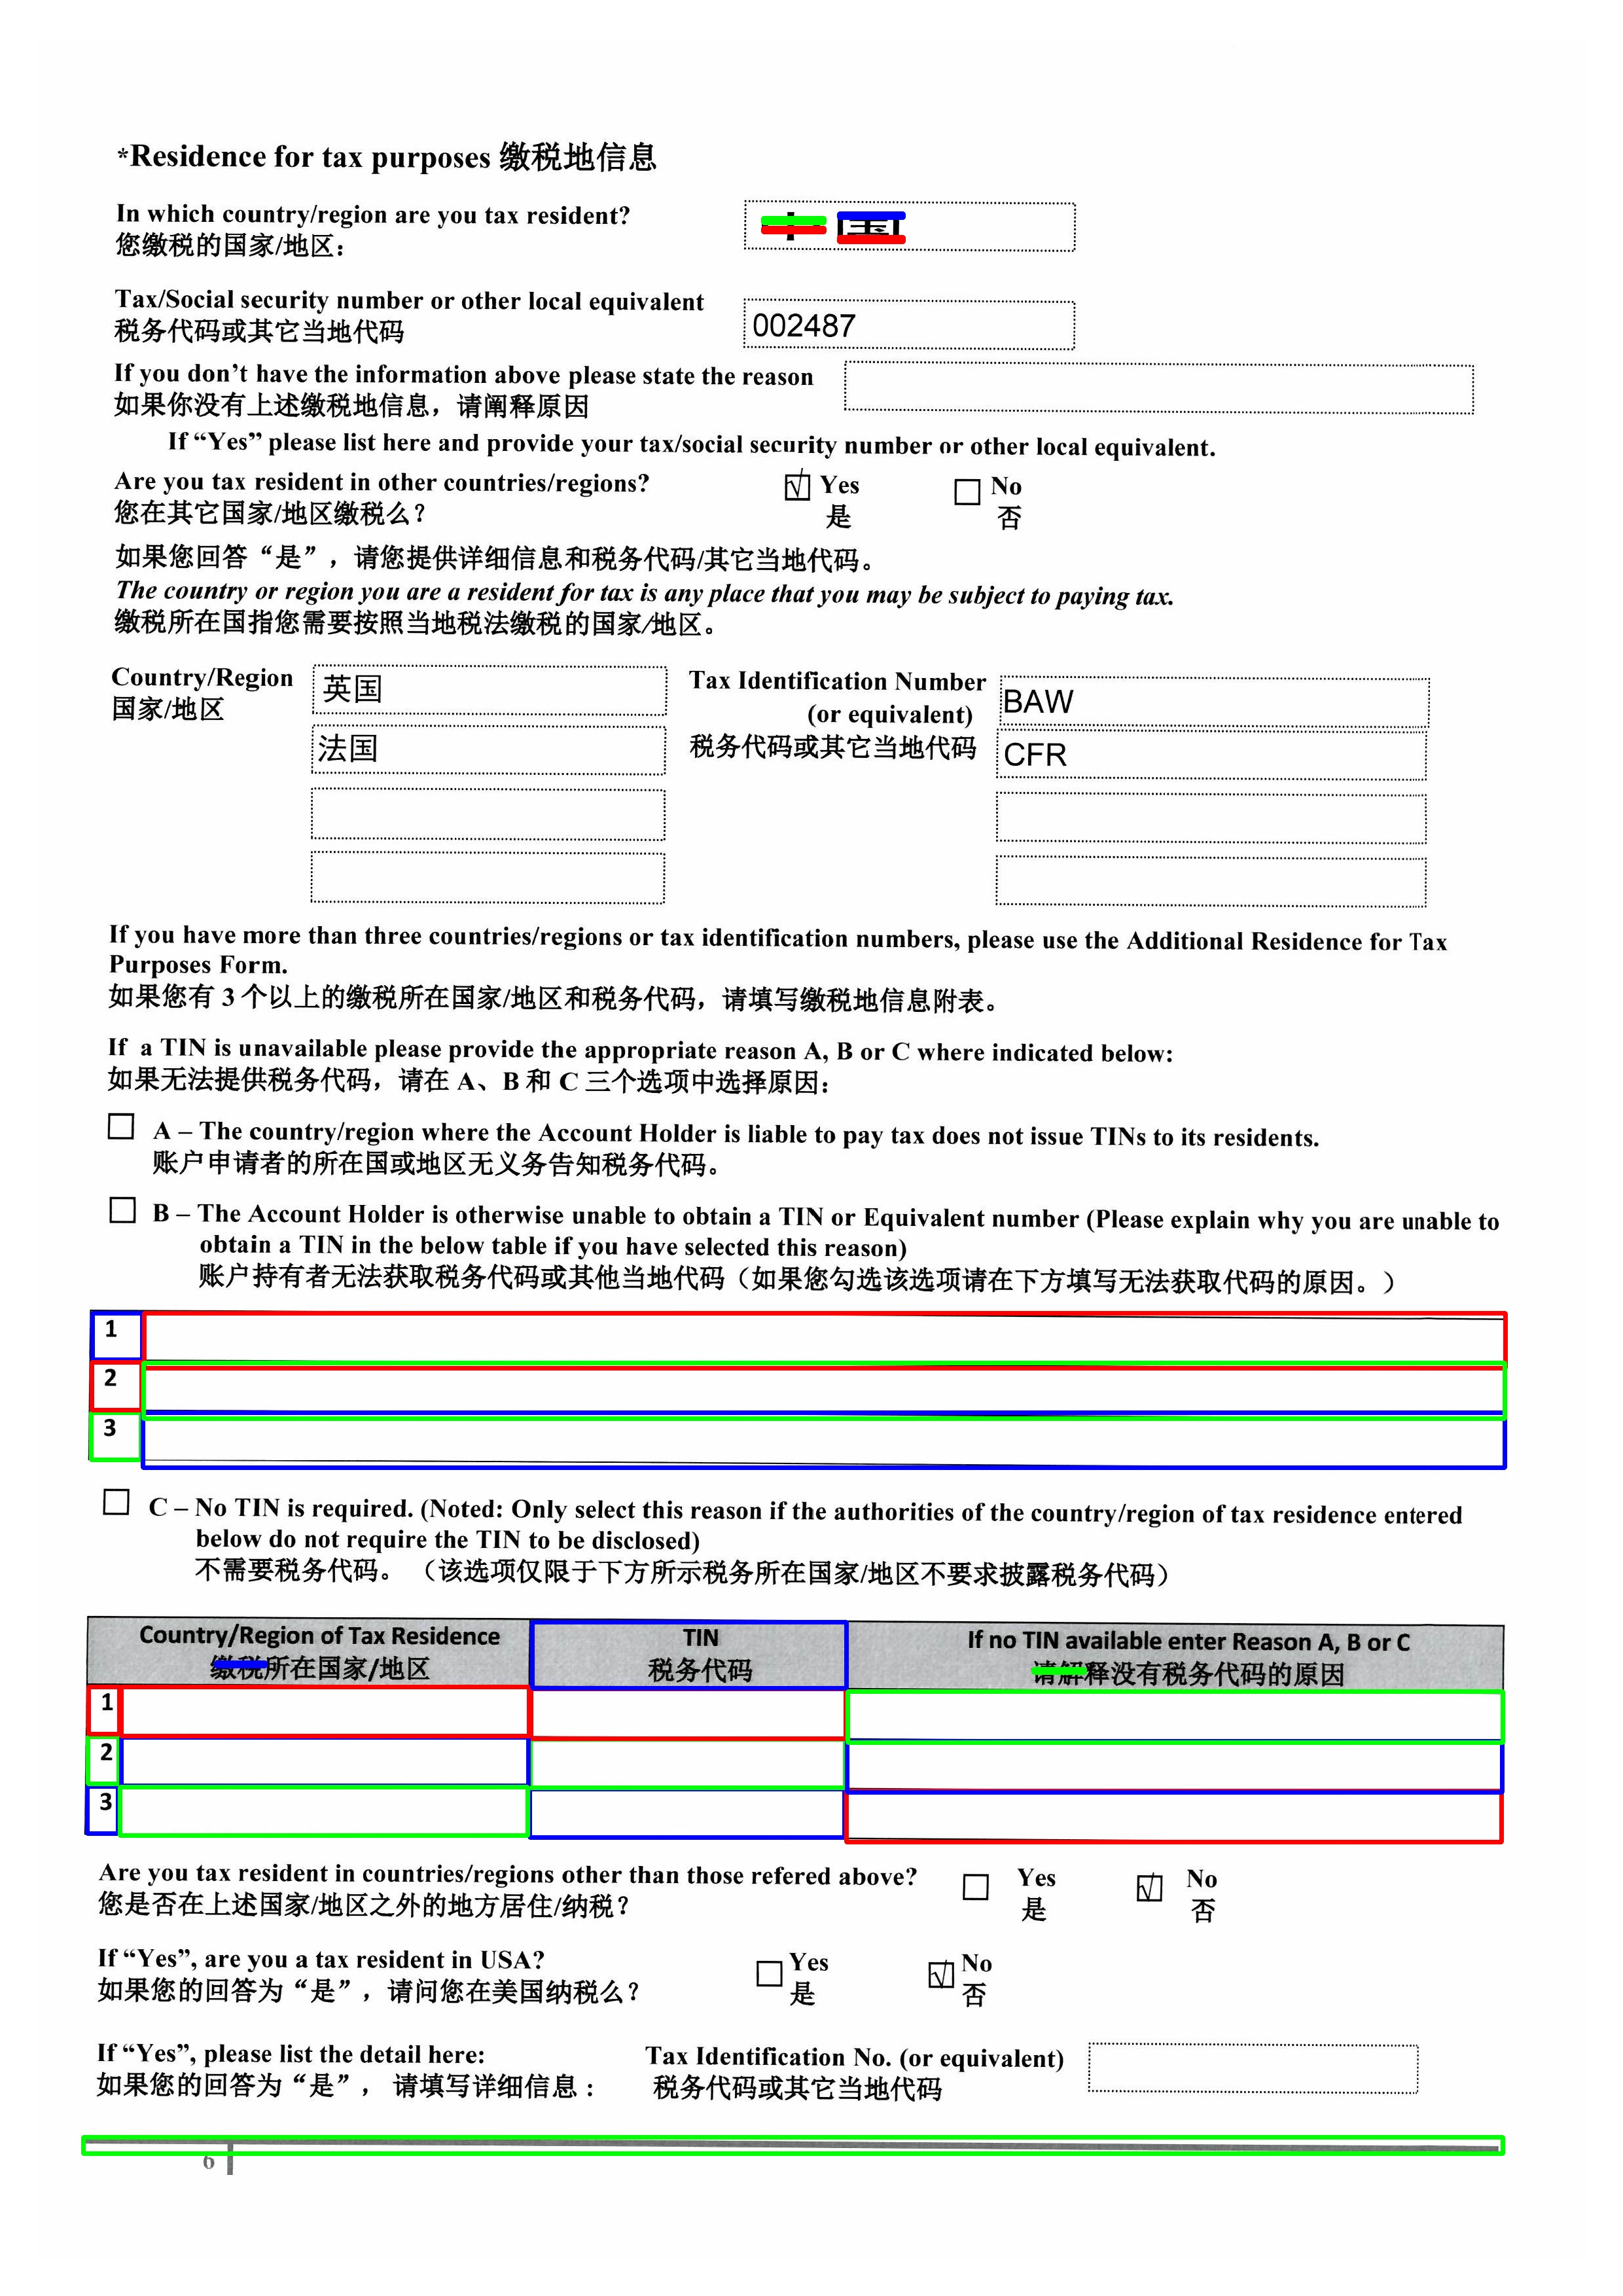 *Residence for tax purposes 缴税地信息
In which country/region are you tax resident?
您缴税的国家/地区：
中国
Tax/Social security number or other local equivalent
税务代码或其它当地代码
002487
If you don’t have the information above please state the reason
如果你没有上述缴税地信息，请阐释原因
If “Yes” please list here and provide your tax/social security number or other local equivalent.
Are you tax resident in other countries/regions? √ Yes No
您在其它国家/地区缴税么？ 是 否
如果您回答“是”，请您提供详细信息和税务代码/其它当地代码。
The country or region you are a resident for tax is any place that you may be subject to paying tax.
缴税所在国指您需要按照当地税法缴税的国家/地区。
Country/Region 英国 Tax Identification Number BAW
国家/地区 (or equivalent)
法国 税务代码或其它当地代码 CFR
If you have more than three countries/regions or tax identification numbers, please use the Additional Residence for Tax
Purposes Form.
如果您有 3 个以上的缴税所在国家/地区和税务代码，请填写缴税地信息附表。
If a TIN is unavailable please provide the appropriate reason A, B or C where indicated below:
如果无法提供税务代码，请在 A、B 和 C 三个选项中选择原因：
A – The country/region where the Account Holder is liable to pay tax does not issue TINs to its residents.
账户申请者的所在国或地区无义务告知税务代码。
B – The Account Holder is otherwise unable to obtain a TIN or Equivalent number (Please explain why you are unable to
obtain a TIN in the below table if you have selected this reason)
账户持有者无法获取税务代码或其他当地代码（如果您勾选该选项请在下方填写无法获取代码的原因。）
1
2
3
C – No TIN is required. (Noted: Only select this reason if the authorities of the country/region of tax residence entered
below do not require the TIN to be disclosed)
不需要税务代码。（该选项仅限于下方所示税务所在国家/地区不要求披露税务代码）
Country/Region of Tax Residence TIN If no TIN available enter Reason A, B or C
缴税所在国家/地区 税务代码 请解释没有税务代码的原因
1
2
3
Are you tax resident in countries/regions other than those refered above? Yes √ No
您是否在上述国家/地区之外的地方居住/纳税？ 是 否
If “Yes”, are you a tax resident in USA? Yes √ No
如果您的回答为“是”，请问您在美国纳税么？ 是 否
If “Yes”, please list the detail here: Tax Identification No. (or equivalent)
如果您的回答为“是”， 请填写详细信息： 税务代码或其它当地代码
6